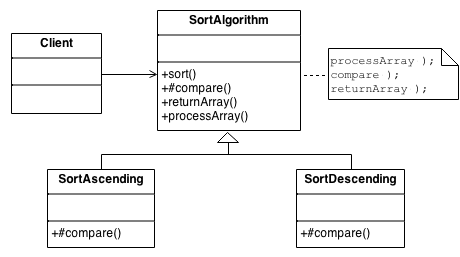 SortAlgorithm
Client
+sort()
+#compare()
+returnArray()
+processArray()
processArray );
compare );
returnArray );
SortAscending
SortDescending
+#compare()
+#compare()